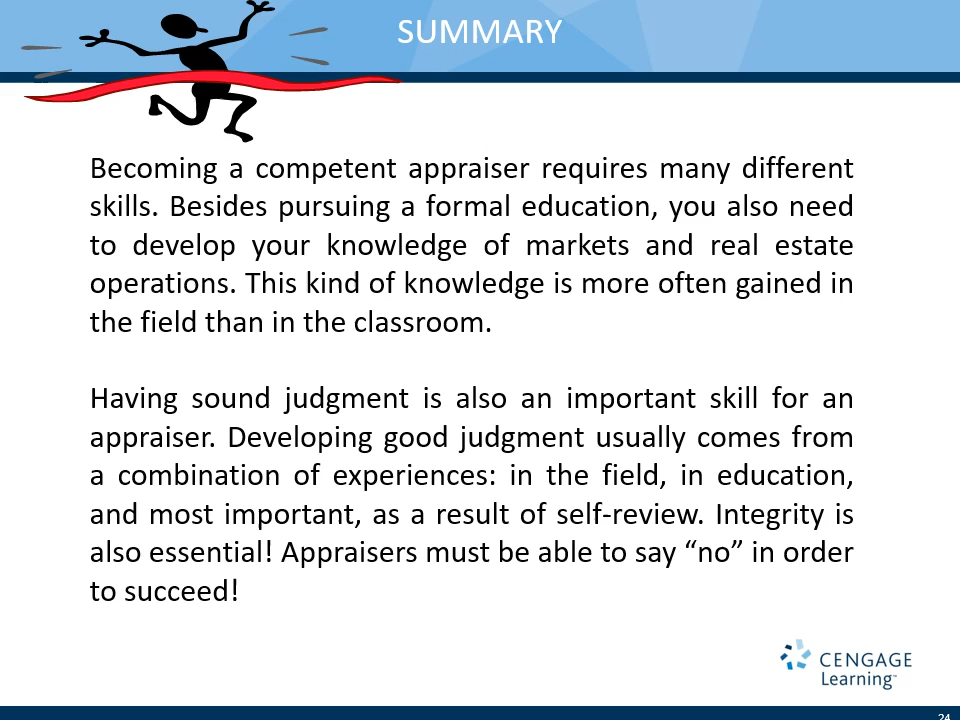 SUMMARY
Becoming a competent appraiser requires many different
skills. Besides pursuing a formal education, you also need
to develop your knowledge of markets and real estate
operations. This kind of knowledge is more often gained in
the field than in the classroom.
Having sound judgment is also an important skill for an
appraiser. Developing good judgment usually comes from
a combination of experiences: in the field, in education,
and most important, as a result of self-review. Integrity is
also essential! Appraisers must be able to say “no” in order
to succeed!
CENGAGE
Learning™
24